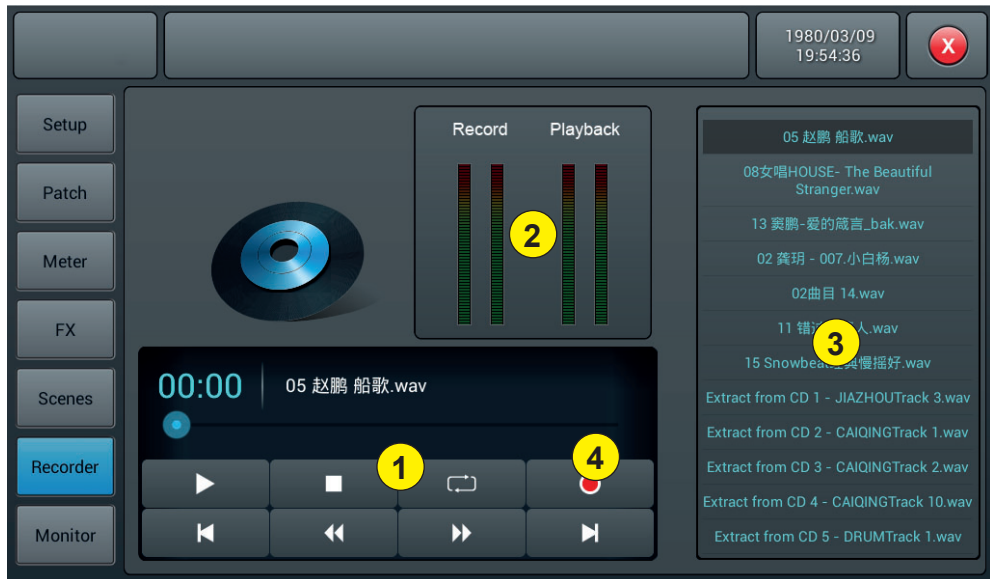 1980/03/09
19:54:36
X
Setup
Patch
Meter
FX
Scenes
Recorder
Monitor
Record Playback
2
00:00 05 赵鹏 船歌.wav
1
4
05 赵鹏 船歌.wav
08女唱HOUSE- The Beautiful
Stranger.wav
13 窦鹏-爱的箴言_bak.wav
02 龚玥 - 007.小白杨.wav
02曲目 14.wav
11 错 人.wav
3
15 Snowbeat 慢摇好.wav
Extract from CD 1 - JIAZHOUTrack 3.wav
Extract from CD 2 - CAIQINGTrack 1.wav
Extract from CD 3 - CAIQINGTrack 2.wav
Extract from CD 4 - CAIQINGTrack 10.wav
Extract from CD 5 - DRUMTrack 1.wav